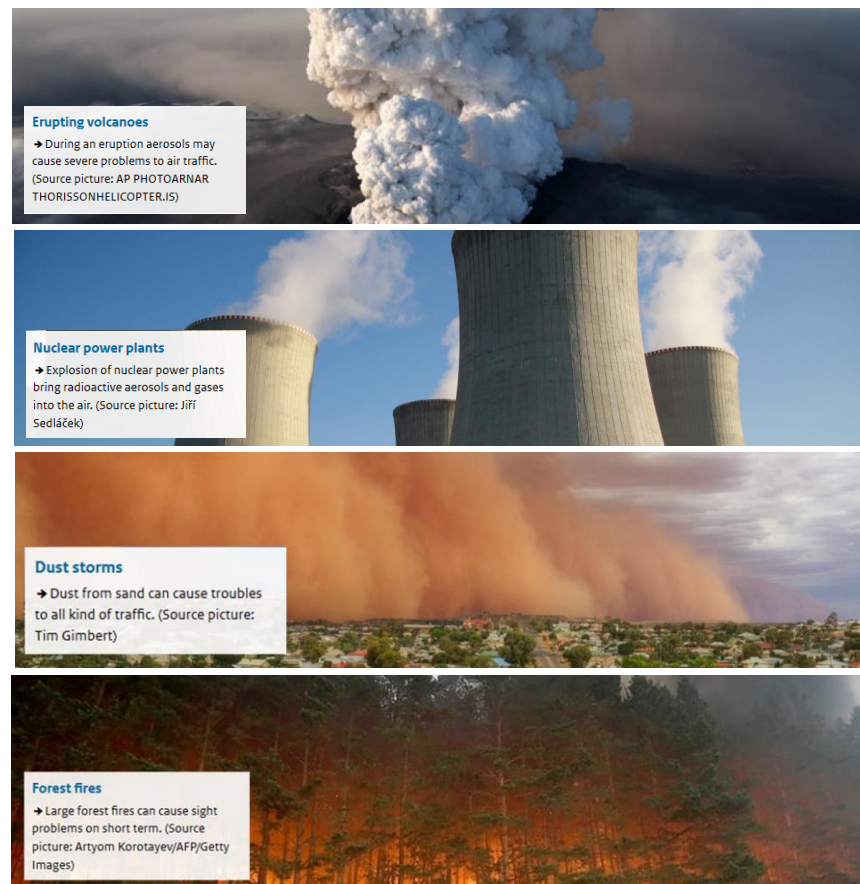 Erupting volcanoes
→ During an eruption aerosols may
cause severe problems to air traffic.
(Source picture: AP PHOTOARNAR
THORISSONHELICOPTER.IS)
Nuclear power plants
→ Explosion of nuclear power plants
bring radioactive aerosols and gases
into the air. (Source picture: Jiří
Sedláček)
Dust storms
→ Dust from sand can cause troubles
to all kind of traffic. (Source picture:
Tim Gimbert)
Forest fires
→ Large forest fires can cause sight
problems on short term. (Source
picture: Artyom Korotayev/AFP/Getty
Images)